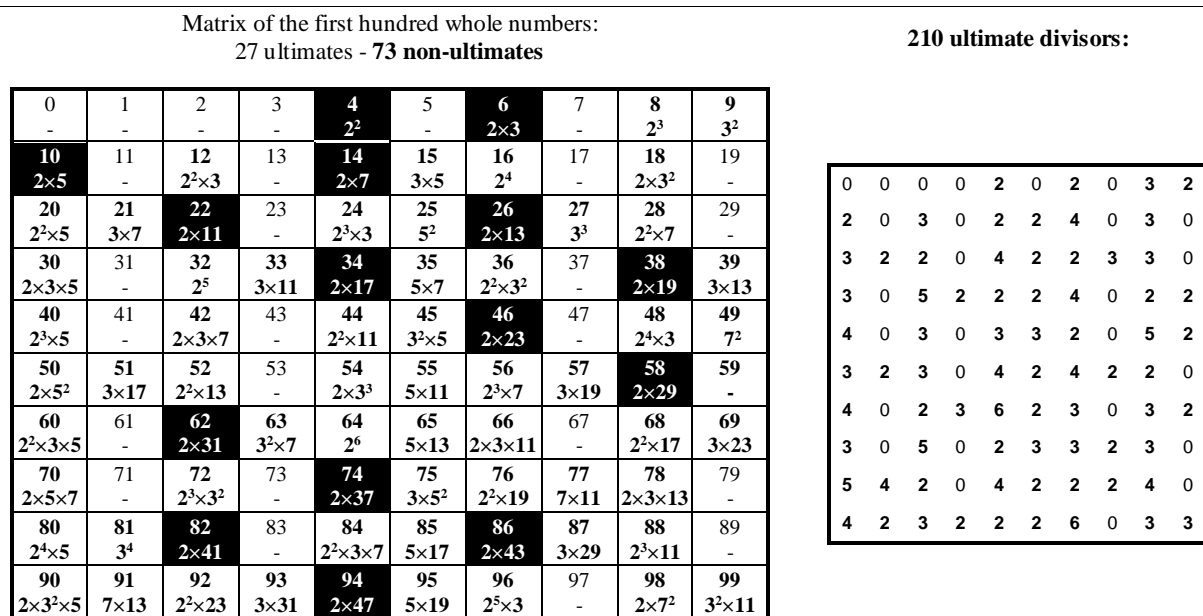 Matrix of the first hundred whole numbers:
27 ultimates - 73 non-ultimates
210 ultimate divisors:
0 1 2 3 4 5 6 7 8 9
- - - - 2² - 2×3 - 2³ 3²
10 11 12 13 14 15 16 17 18 19
2×5 - 2²×3 - 2×7 3×5 2⁴ - 2×3² -
20 21 22 23 24 25 26 27 28 29
2²×5 3×7 2×11 - 2³×3 5² 2×13 3³ 2²×7 -
30 31 32 33 34 35 36 37 38 39
2×3×5 - 2⁵ 3×11 2×17 5×7 2²×3² - 2×19 3×13
40 41 42 43 44 45 46 47 48 49
2³×5 - 2×3×7 - 2²×11 3²×5 2×23 - 2⁴×3 7²
50 51 52 53 54 55 56 57 58 59
2×5² 3×17 2²×13 - 2×3³ 5×11 2³×7 3×19 2×29 -
60 61 62 63 64 65 66 67 68 69
2²×3×5 - 2×31 3²×7 2⁶ 5×13 2×3×11 - 2²×17 3×23
70 71 72 73 74 75 76 77 78 79
2×5×7 - 2³×3² - 2×37 3×5² 2²×19 7×11 2×3×13 -
80 81 82 83 84 85 86 87 88 89
2⁴×5 3⁴ 2×41 - 2²×3×7 5×17 2×43 3×29 2³×11 -
90 91 92 93 94 95 96 97 98 99
2×3²×5 7×13 2²×23 3×31 2×47 5×19 2⁵×3 - 2×7² 3²×11
0 0 0 0 2 0 2 0 3 2
2 0 3 0 2 2 4 0 3 0
3 2 2 0 4 2 2 3 3 0
3 0 5 2 2 2 4 0 2 2
4 0 3 0 3 3 2 0 5 2
3 2 3 0 4 2 4 2 2 0
4 0 2 3 6 2 3 0 3 2
3 0 5 0 2 3 3 2 3 0
5 4 2 0 4 2 2 2 4 0
4 2 3 2 2 2 6 0 3 3